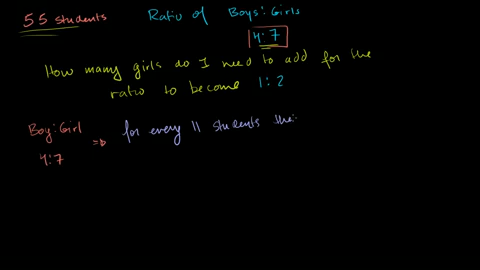 55 students Ratio of Boys:Girls
4:7
How many girls do I need to add for the
ratio to become 1:2
Boy:Girl
4:7 => for every 11 students the